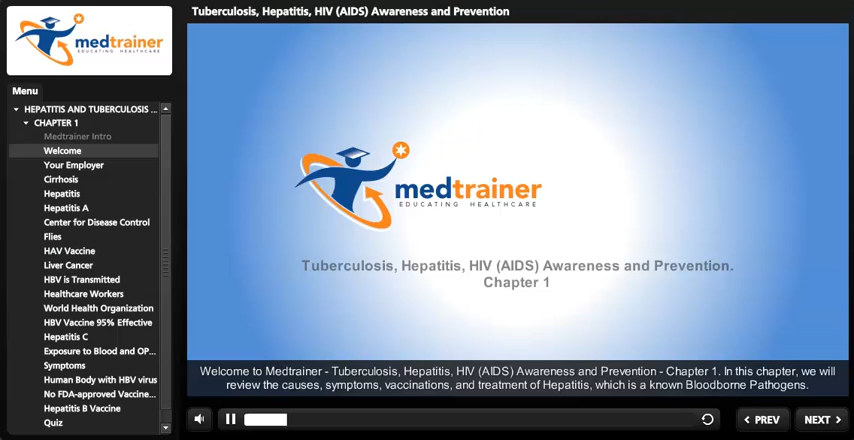 Tuberculosis, Hepatitis, HIV (AIDS) Awareness and Prevention
medtrainer
EDUCATING HEALTHCARE
Menu
HEPATITIS AND TUBERCULOSIS ...
CHAPTER 1
Medtrainer Intro
Welcome
Your Employer
Cirrhosis
Hepatitis
Hepatitis A
Center for Disease Control
Flies
HAV Vaccine
Liver Cancer
HBV is Transmitted
Healthcare Workers
World Health Organization
HBV Vaccine 95% Effective
Hepatitis C
Exposure to Blood and OP...
Symptoms
Human Body with HBV virus
No FDA-approved Vaccine...
Hepatitis B Vaccine
Quiz
medtrainer
EDUCATING HEALTHCARE
Tuberculosis, Hepatitis, HIV (AIDS) Awareness and Prevention.
Chapter 1
Welcome to Medtrainer - Tuberculosis, Hepatitis, HIV (AIDS) Awareness and Prevention - Chapter 1. In this chapter, we will
review the causes, symptoms, vaccinations, and treatment of Hepatitis, which is a known Bloodborne Pathogens.
PREV
NEXT